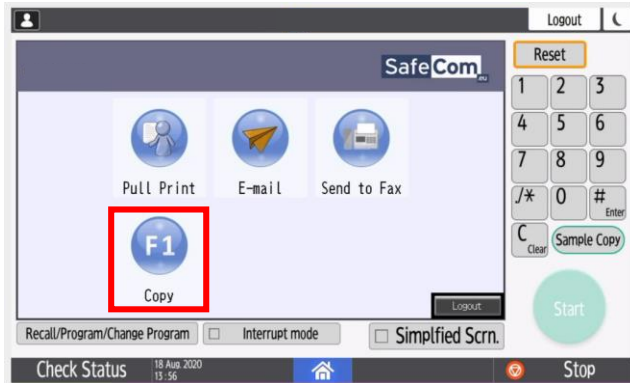 Logout
SafeCom.eu
Reset
1 2 3
4 5 6
7 8 9
./* 0 # Enter
C Clear Sample Copy
Pull Print E-mail Send to Fax
F1
Copy
Logout
Start
Recall/Program/Change Program Interrupt mode Simplfied Scrn.
Check Status 18 Aug. 2020 13:56 Stop